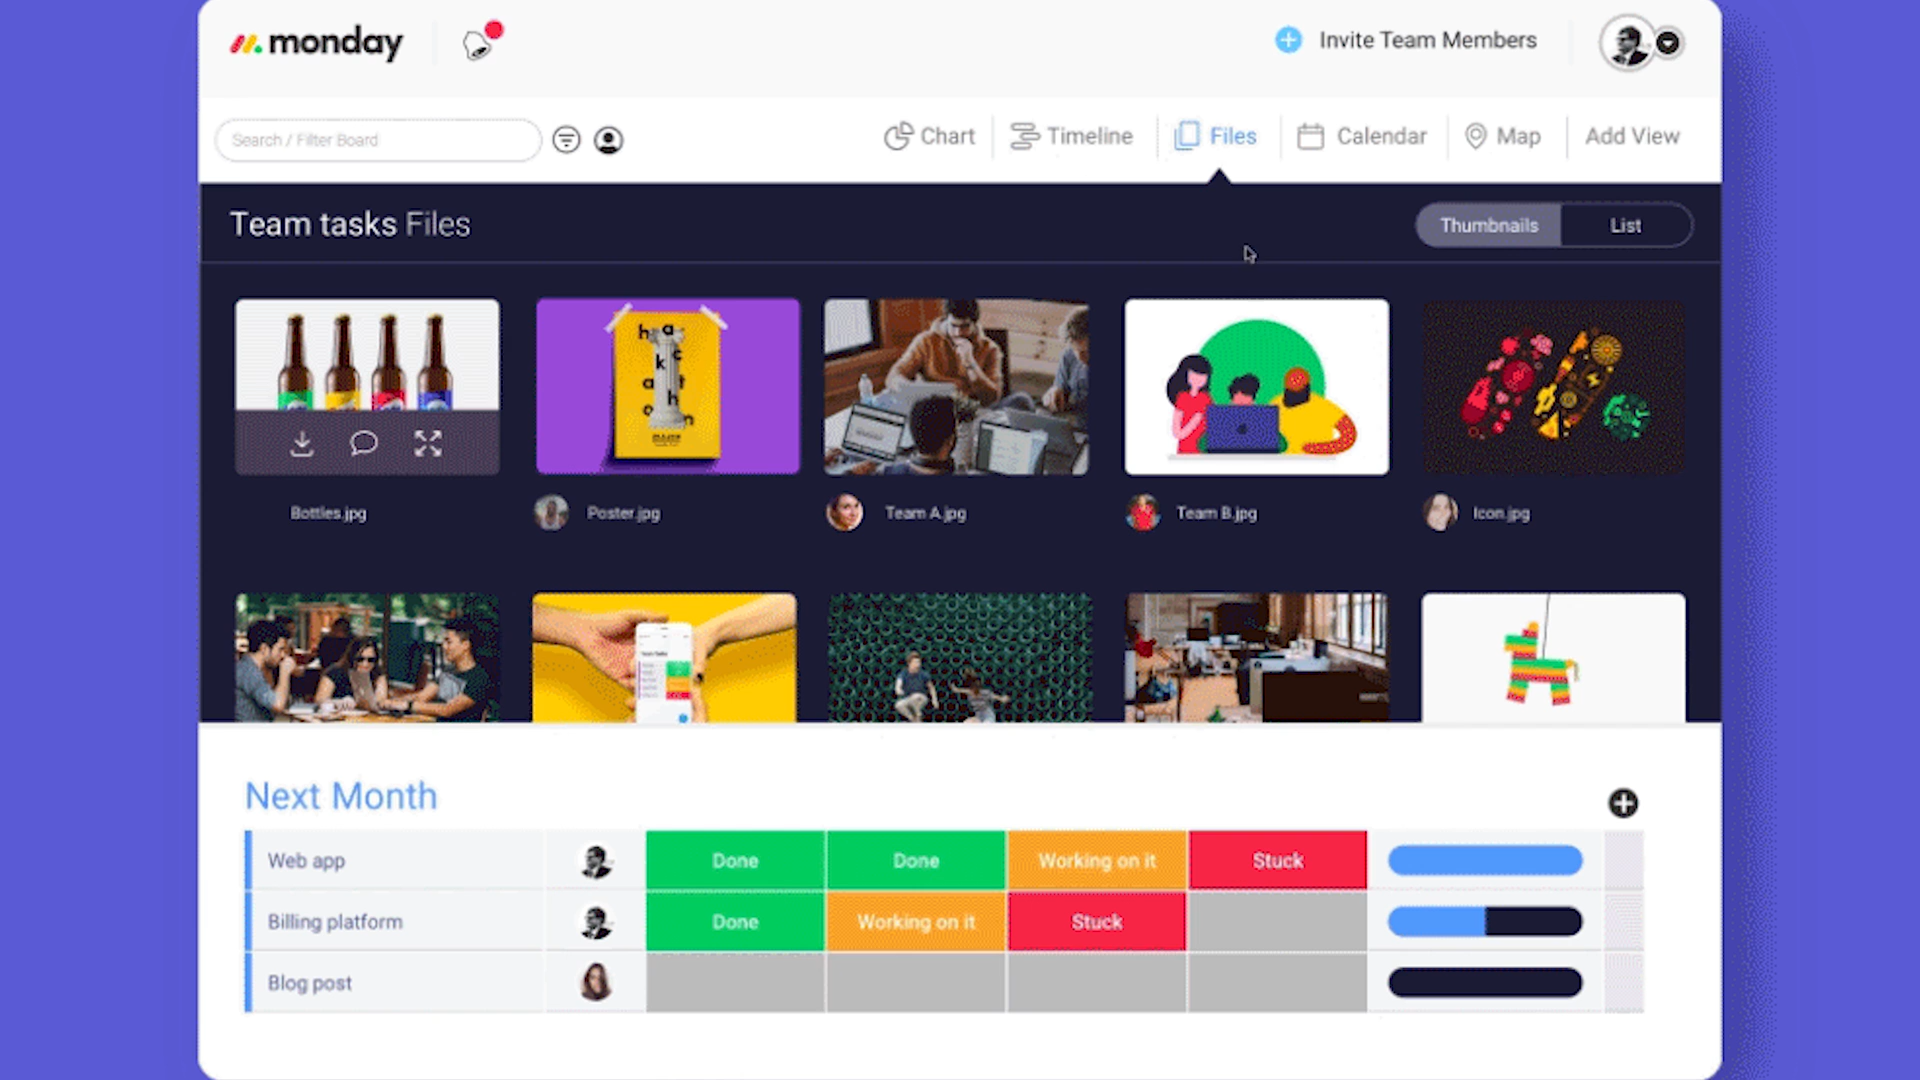 monday
Invite Team Members
Search / Filter Board
Chart
Timeline
Files
Calendar
Map
Add View
Team tasks Files
Thumbnails
List
Bottles.jpg
Poster.jpg
Team A.jpg
Team B.jpg
Icon.jpg
Next Month
Web app
Done
Done
Working on it
Stuck
Billing platform
Done
Working on it
Stuck
Blog post